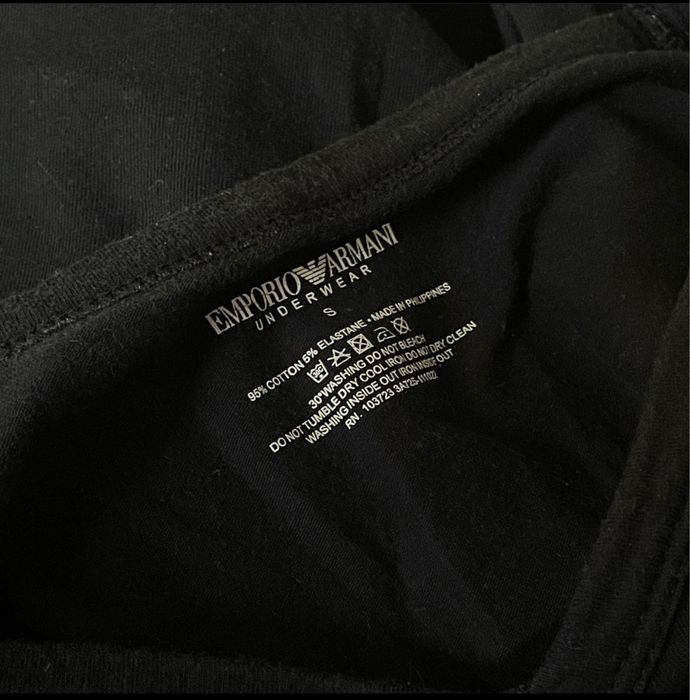 EMPORIO ARMANI
UNDERWEAR
S
95% COTTON 5% ELASTANE • MADE IN PHILIPPINES
30°WASHING DO NOT BLEACH
DO NOT TUMBLE DRY COOL IRON DO NOT DRY CLEAN
WASHING INSIDE OUT IRON INSIDE OUT
RN. 103723 3A725-111022